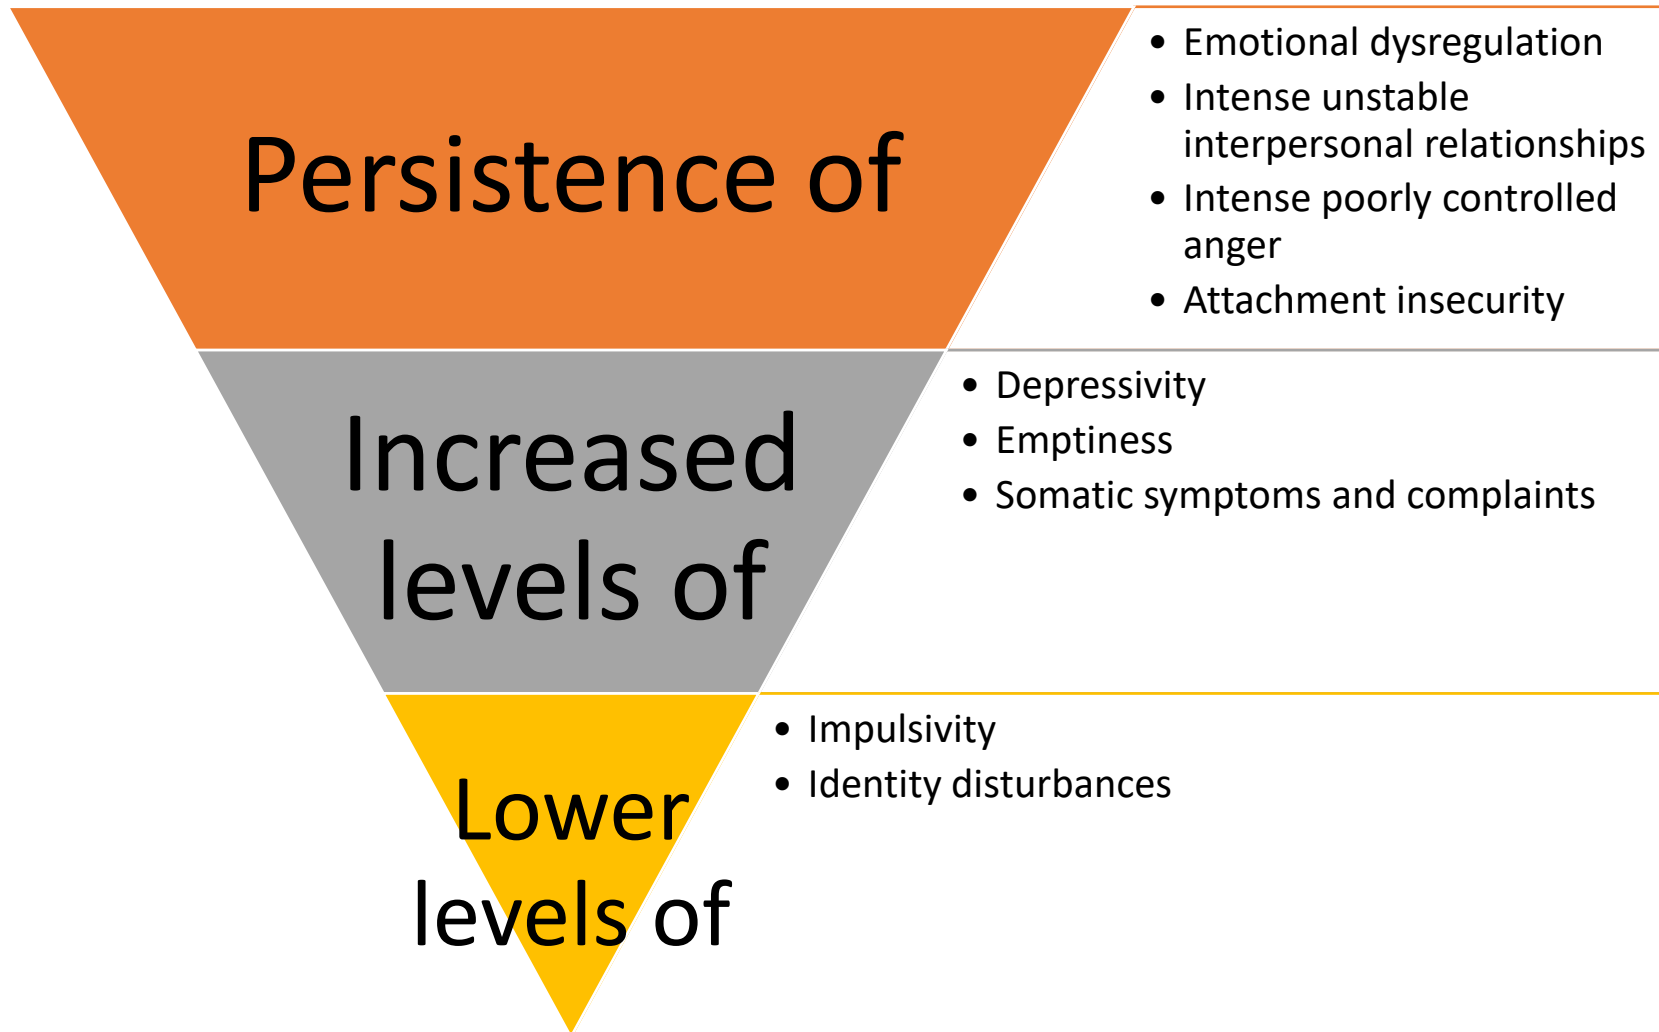 Persistence of
• Emotional dysregulation
• Intense unstable
interpersonal relationships
• Intense poorly controlled
anger
• Attachment insecurity
Increased
levels of
• Depressivity
• Emptiness
• Somatic symptoms and complaints
Lower
levels of
• Impulsivity
• Identity disturbances